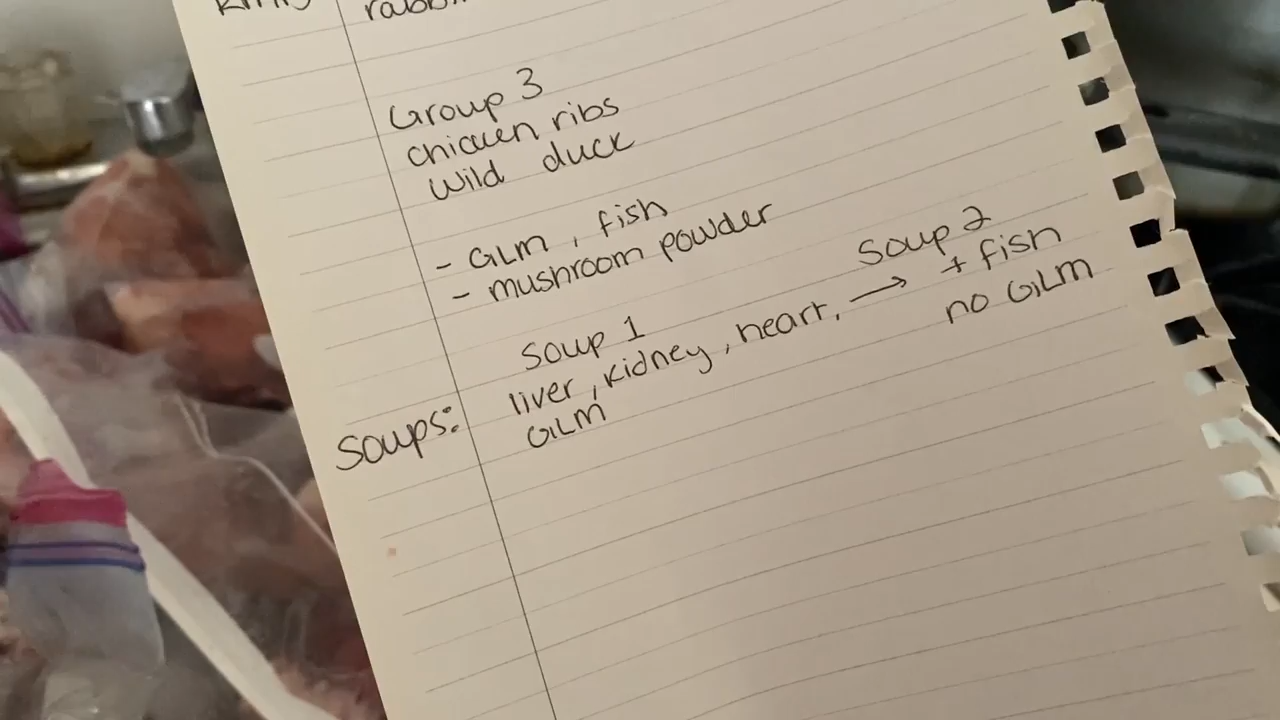 Group 3
chicken ribs
wild duck
- GLM, fish
- mushroom powder
Soup 1
Soup 2
Soups: liver, kidney, heart, → + fish
GLM
no GLM